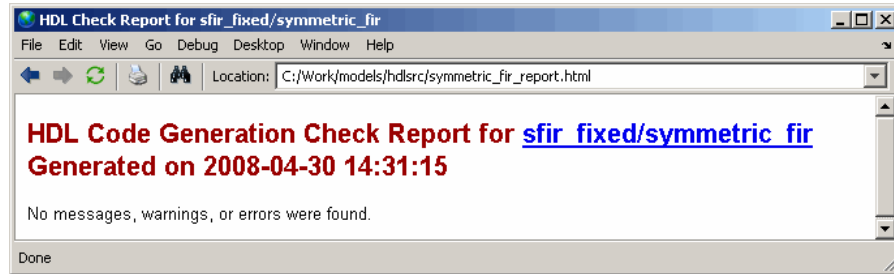 HDL Check Report for sfir_fixed/symmetric_fir
File Edit View Go Debug Desktop Window Help
Location: C:/Work/models/hdlsrc/symmetric_fir_report.html
HDL Code Generation Check Report for sfir_fixed/symmetric_fir
Generated on 2008-04-30 14:31:15
No messages, warnings, or errors were found.
Done